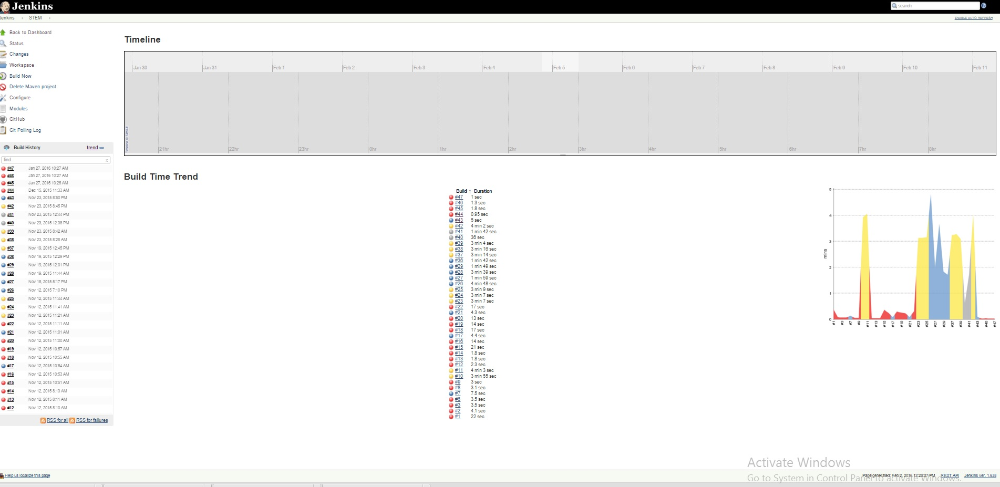 Jenkins
search
Jenkins STEM
ENABLE AUTO REFRESH
Back to Dashboard
Status
Changes
Workspace
Build Now
Delete Maven project
Configure
Modules
GitHub
Git Polling Log
Build History trend
find x
#47 Jan 27, 2016 10:27 AM
#46 Jan 27, 2016 10:27 AM
#45 Jan 27, 2016 10:26 AM
#44 Dec 15, 2015 11:33 AM
#43 Nov 23, 2015 8:50 PM
#42 Nov 23, 2015 8:45 PM
#41 Nov 23, 2015 12:44 PM
#40 Nov 23, 2015 12:38 PM
#39 Nov 23, 2015 8:42 AM
#38 Nov 23, 2015 8:28 AM
#37 Nov 19, 2015 12:45 PM
#36 Nov 19, 2015 12:29 PM
#29 Nov 19, 2015 12:01 PM
#28 Nov 19, 2015 11:44 AM
#27 Nov 18, 2015 5:17 PM
#26 Nov 12, 2015 7:10 PM
#25 Nov 12, 2015 11:44 AM
#24 Nov 12, 2015 11:41 AM
#23 Nov 12, 2015 11:21 AM
#22 Nov 12, 2015 11:11 AM
#21 Nov 12, 2015 11:01 AM
#20 Nov 12, 2015 11:00 AM
#19 Nov 12, 2015 10:57 AM
#18 Nov 12, 2015 10:55 AM
#17 Nov 12, 2015 10:54 AM
#16 Nov 12, 2015 10:53 AM
#15 Nov 12, 2015 10:51 AM
#14 Nov 12, 2015 8:13 AM
#13 Nov 12, 2015 8:11 AM
#12 Nov 12, 2015 8:10 AM
RSS for all RSS for failures
Timeline
Jan 30 Jan 31 Feb 1 Feb 2 Feb 3 Feb 4 Feb 5 Feb 6 Feb 7 Feb 8 Feb 9 Feb 10 Feb 11
Timeline © SIMILE
21hr 22hr 23hr 0hr 1hr 2hr 3hr 4hr 5hr 6hr 7hr 8hr
Build Time Trend
Build ↑ Duration
#47 1 sec
#46 1.3 sec
#45 1.8 sec
#44 0.95 sec
#43 5 sec
#42 4 min 2 sec
#41 1 min 42 sec
#40 36 sec
#39 3 min 4 sec
#38 3 min 16 sec
#37 3 min 14 sec
#36 1 min 42 sec
#29 1 min 49 sec
#28 3 min 39 sec
#27 1 min 59 sec
#26 4 min 48 sec
#25 3 min 9 sec
#24 3 min 7 sec
#23 3 min 7 sec
#22 17 sec
#21 4.3 sec
#20 13 sec
#19 14 sec
#18 17 sec
#17 4.4 sec
#16 14 sec
#15 21 sec
#14 1.8 sec
#13 1.8 sec
#12 2.3 sec
#11 4 min 3 sec
#10 3 min 55 sec
#9 3 sec
#8 3.1 sec
#7 7.5 sec
#6 3.5 sec
#3 3.5 sec
#2 4.1 sec
#1 22 sec
5
4
3
2
1
0
mins
#1 #3 #7 #9 #11 #13 #15 #17 #19 #21 #23 #25 #27 #29 #37 #39 #41 #43 #45 #47
Activate Windows
Go to System in Control Panel to activate Windows.
Help us localize this page
Page generated: Feb 2, 2016 12:23:27 PM REST API Jenkins ver. 1.638